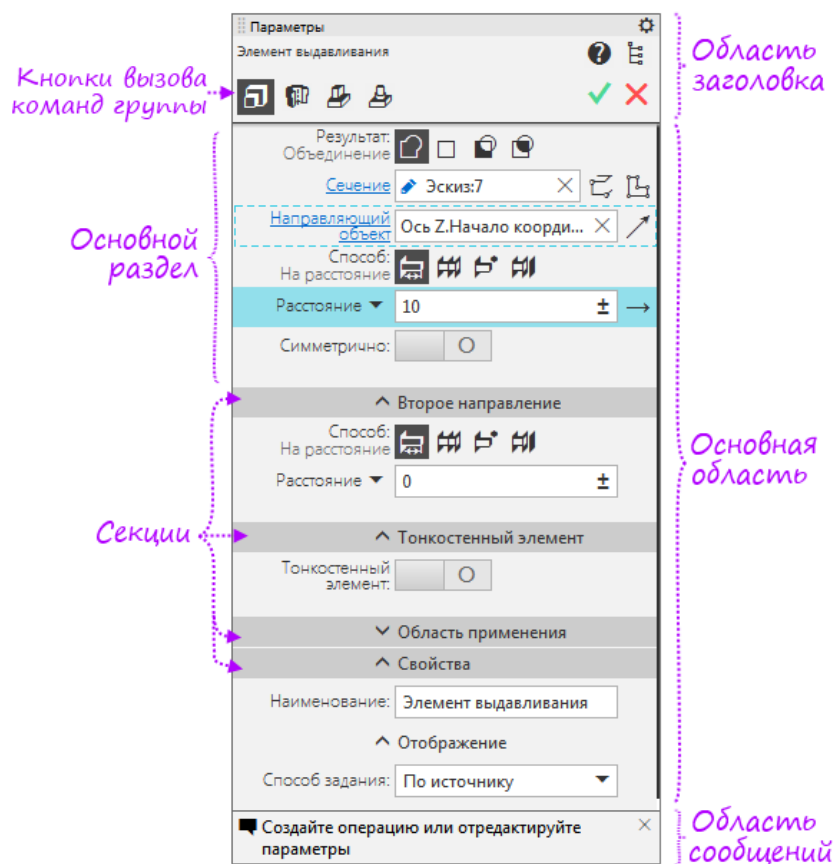 Параметры
Элемент выдавливания
Область
заголовка
Кнопки вызова
команд группы
Результат:
Объединение
Сечение
Эскиз:7
Направляющий
объект
Ось Z.Начало коорди...
Основной
раздел
Способ:
На расстояние
Расстояние
10
±
Симметрично:
Второе направление
Способ:
На расстояние
Расстояние
0
±
Основная
область
Секции
Тонкостенный элемент
Тонкостенный
элемент:
Область применения
Свойства
Наименование:
Элемент выдавливания
Отображение
Способ задания:
По источнику
Создайте операцию или отредактируйте
параметры
Область
сообщений